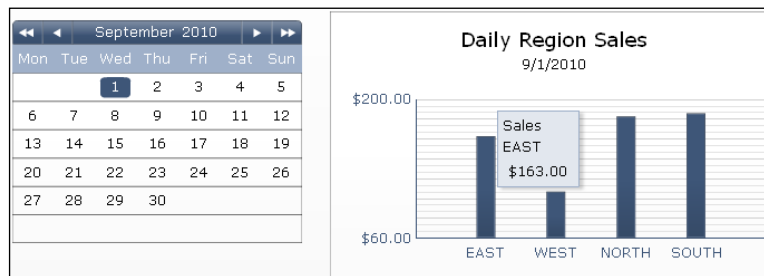 September 2010
Mon Tue Wed Thu Fri Sat Sun
1 2 3 4 5
6 7 8 9 10 11 12
13 14 15 16 17 18 19
20 21 22 23 24 25 26
27 28 29 30
Daily Region Sales
9/1/2010
$200.00
Sales
EAST
$163.00
$60.00
EAST WEST NORTH SOUTH